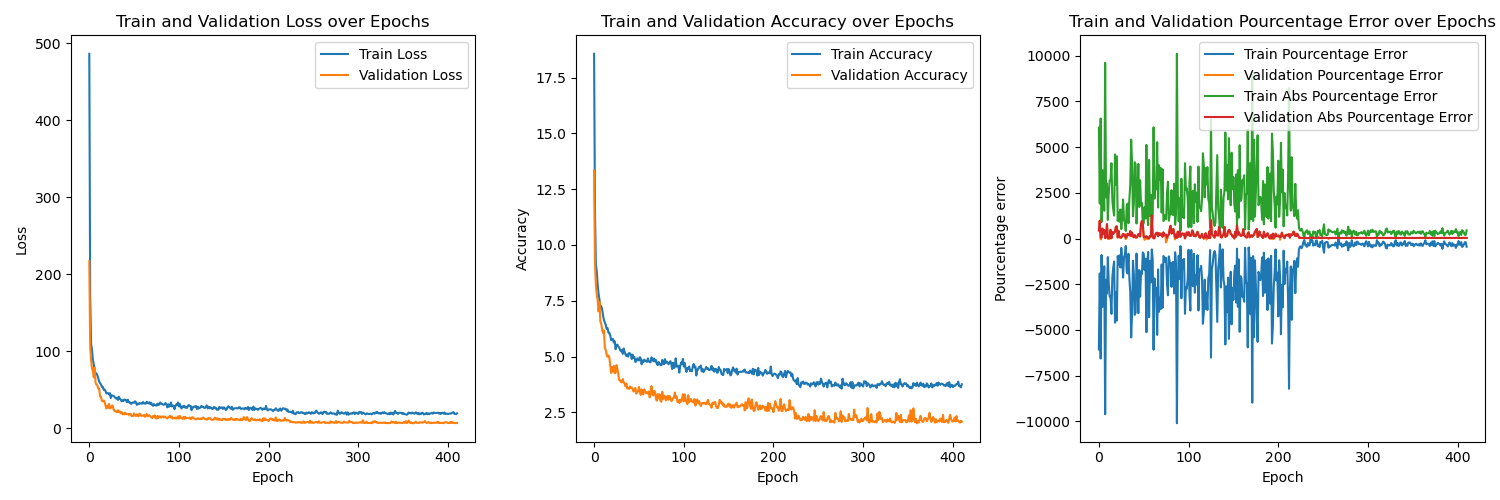 Train and Validation Loss over Epochs
500
400
300
200
100
0
Loss
0 100 200 300 400
Epoch
Train Loss
Validation Loss
Train and Validation Accuracy over Epochs
17.5
15.0
12.5
10.0
7.5
5.0
2.5
Accuracy
0 100 200 300 400
Epoch
Train Accuracy
Validation Accuracy
Train and Validation Pourcentage Error over Epochs
10000
7500
5000
2500
0
−2500
−5000
−7500
−10000
Pourcentage error
0 100 200 300 400
Epoch
Train Pourcentage Error
Validation Pourcentage Error
Train Abs Pourcentage Error
Validation Abs Pourcentage Error